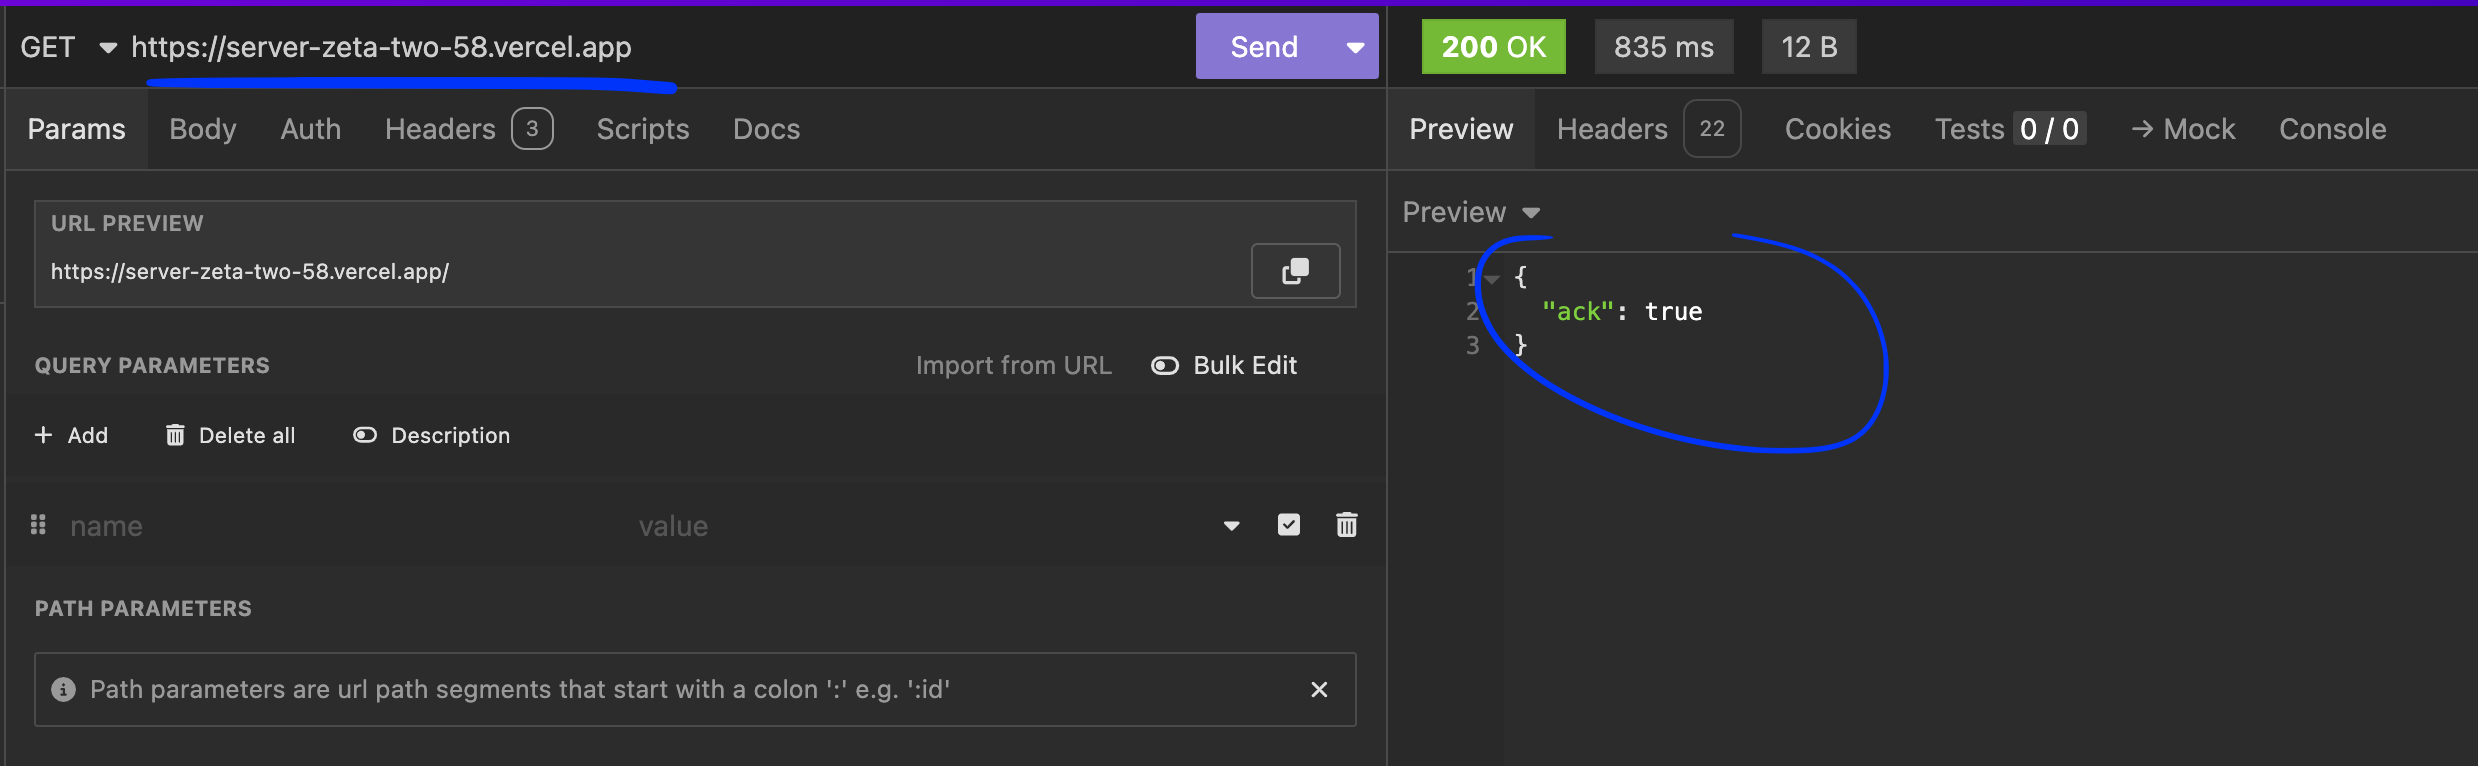 GET https://server-zeta-two-58.vercel.app Send
200 OK 835 ms 12 B
Params Body Auth Headers 3 Scripts Docs
Preview Headers 22 Cookies Tests 0 / 0 → Mock Console
URL PREVIEW
https://server-zeta-two-58.vercel.app/
QUERY PARAMETERS Import from URL Bulk Edit
+ Add Delete all Description
name value
PATH PARAMETERS
Path parameters are url path segments that start with a colon ':' e.g. ':id'
Preview
1 {
2 "ack": true
3 }